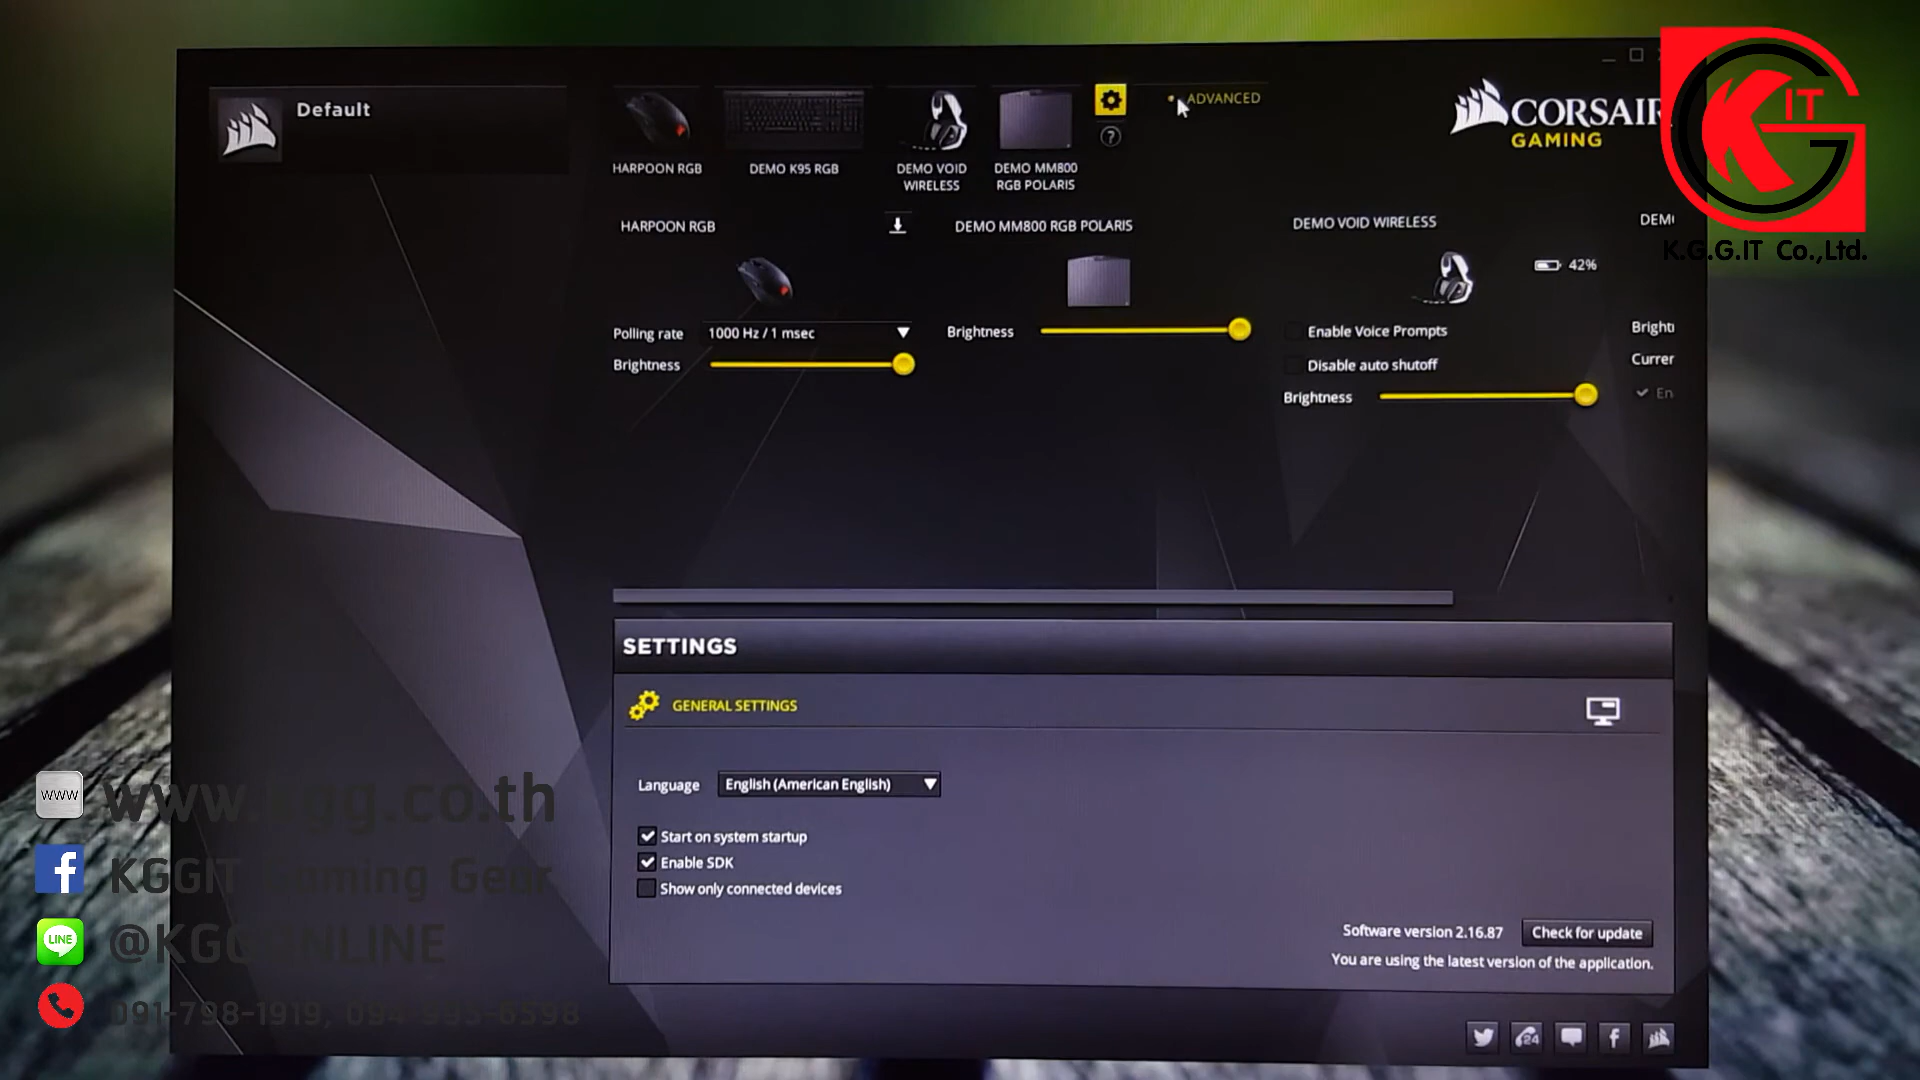 Default
HARPOON RGB
DEMO K95 RGB
DEMO VOID
WIRELESS
DEMO MM800
RGB POLARIS
ADVANCED
CORSAIR
GAMING
IT
K.G.G.IT Co.,Ltd.
HARPOON RGB
Polling rate 1000 Hz / 1 msec
Brightness
DEMO MM800 RGB POLARIS
Brightness
DEMO VOID WIRELESS
42%
Enable Voice Prompts
Disable auto shutoff
Brightness
SETTINGS
GENERAL SETTINGS
Language English (American English)
Start on system startup
Enable SDK
Show only connected devices
Software version 2.16.87
Check for update
You are using the latest version of the application.
WWW
KGGIT Gaming Gear
LINE
24